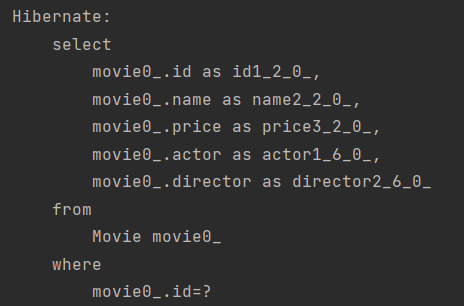 Hibernate:
    select
        movie0_.id as id1_2_0_,
        movie0_.name as name2_2_0_,
        movie0_.price as price3_2_0_,
        movie0_.actor as actor1_6_0_,
        movie0_.director as director2_6_0_
    from
        Movie movie0_
    where
        movie0_.id=?